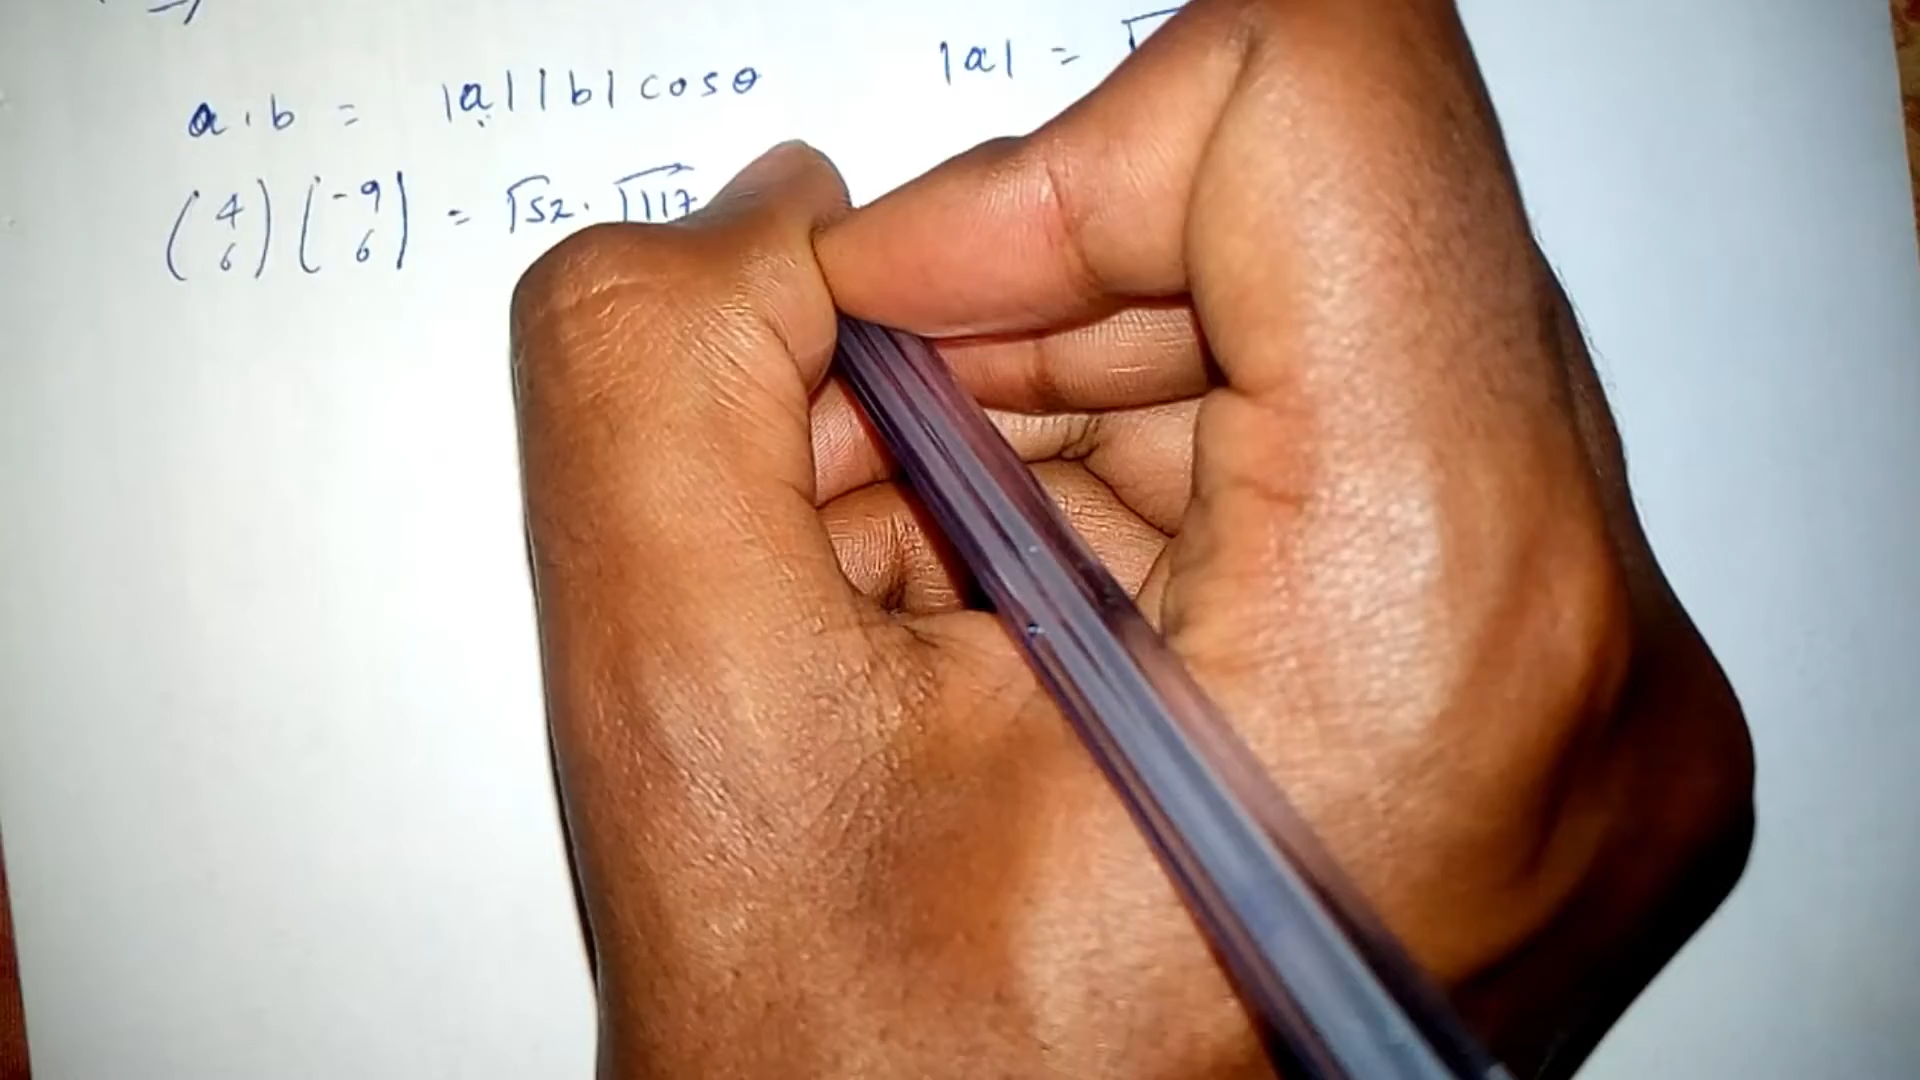 a . b = |a| |b| cosθ
|a| = √
(4 6) (-9 6) = √52 . √117